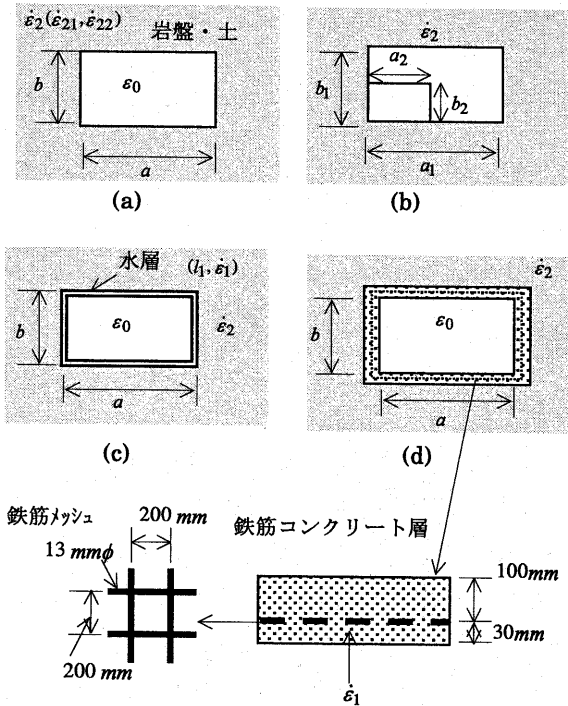 ε̇₂(ε̇₂₁,ε̇₂₂) 岩盤・土
b
ε₀
a
(a)
ε̇₂
a₂
b₁
b₂
a₁
(b)
水層
(l₁,ε̇₁)
b
ε₀
ε̇₂
a
(c)
ε̇₂
b
ε₀
a
(d)
鉄筋メッシュ
200 mm
13 mmφ
200 mm
鉄筋コンクリート層
100mm
30mm
ε̇₁